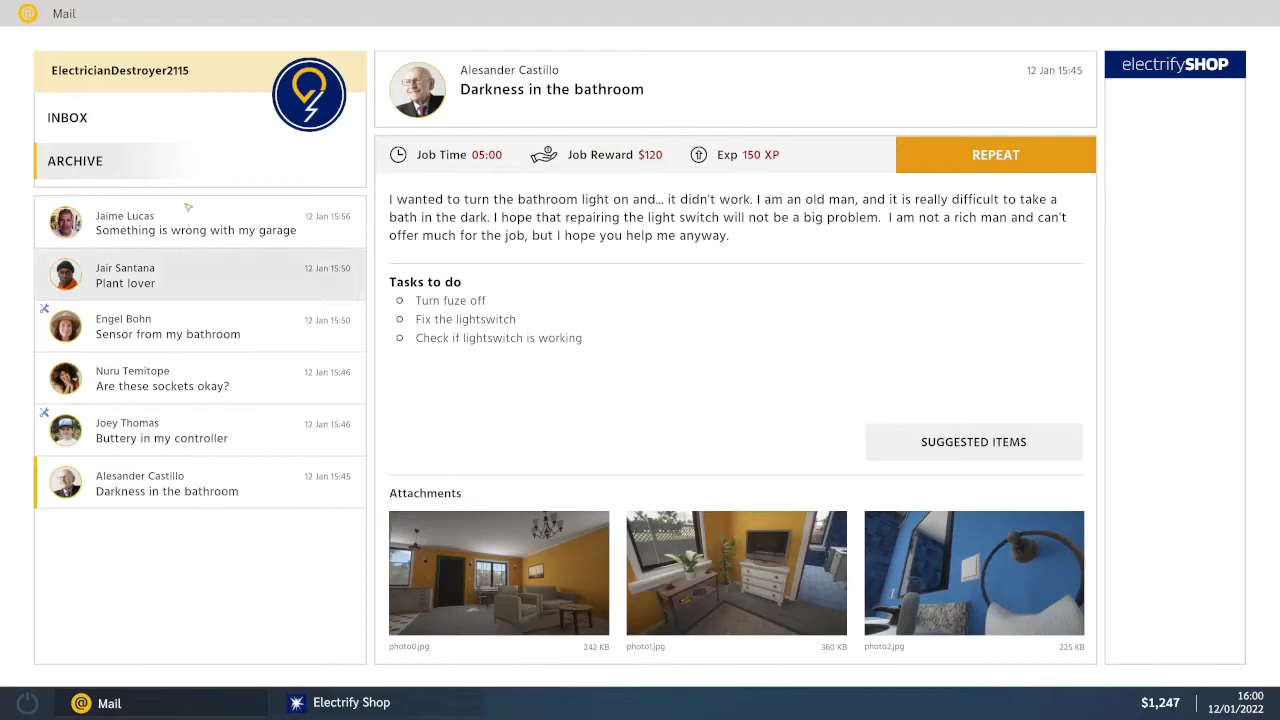 Mail
ElectricianDestroyer2115
INBOX
ARCHIVE
Jaime Lucas
12 Jan 15:56
Something is wrong with my garage
Jair Santana
12 Jan 15:50
Plant lover
Engel Bohn
12 Jan 15:50
Sensor from my bathroom
Nuru Temitope
12 Jan 15:46
Are these sockets okay?
Joey Thomas
12 Jan 15:46
Buttery in my controller
Alesander Castillo
12 Jan 15:45
Darkness in the bathroom
Alesander Castillo
12 Jan 15:45
Darkness in the bathroom
Job Time 05:00 Job Reward $120 Exp 150 XP REPEAT
I wanted to turn the bathroom light on and... it didn't work. I am an old man, and it is really difficult to take a
bath in the dark. I hope that repairing the light switch will not be a big problem. I am not a rich man and can't
offer much for the job, but I hope you help me anyway.
Tasks to do
Turn fuze off
Fix the lightswitch
Check if lightswitch is working
SUGGESTED ITEMS
Attachments
photo0.jpg 242 KB
photo1.jpg 360 KB
photo2.jpg 225 KB
electrifySHOP
Mail
Electrify Shop
$1,247
16:00
12/01/2022